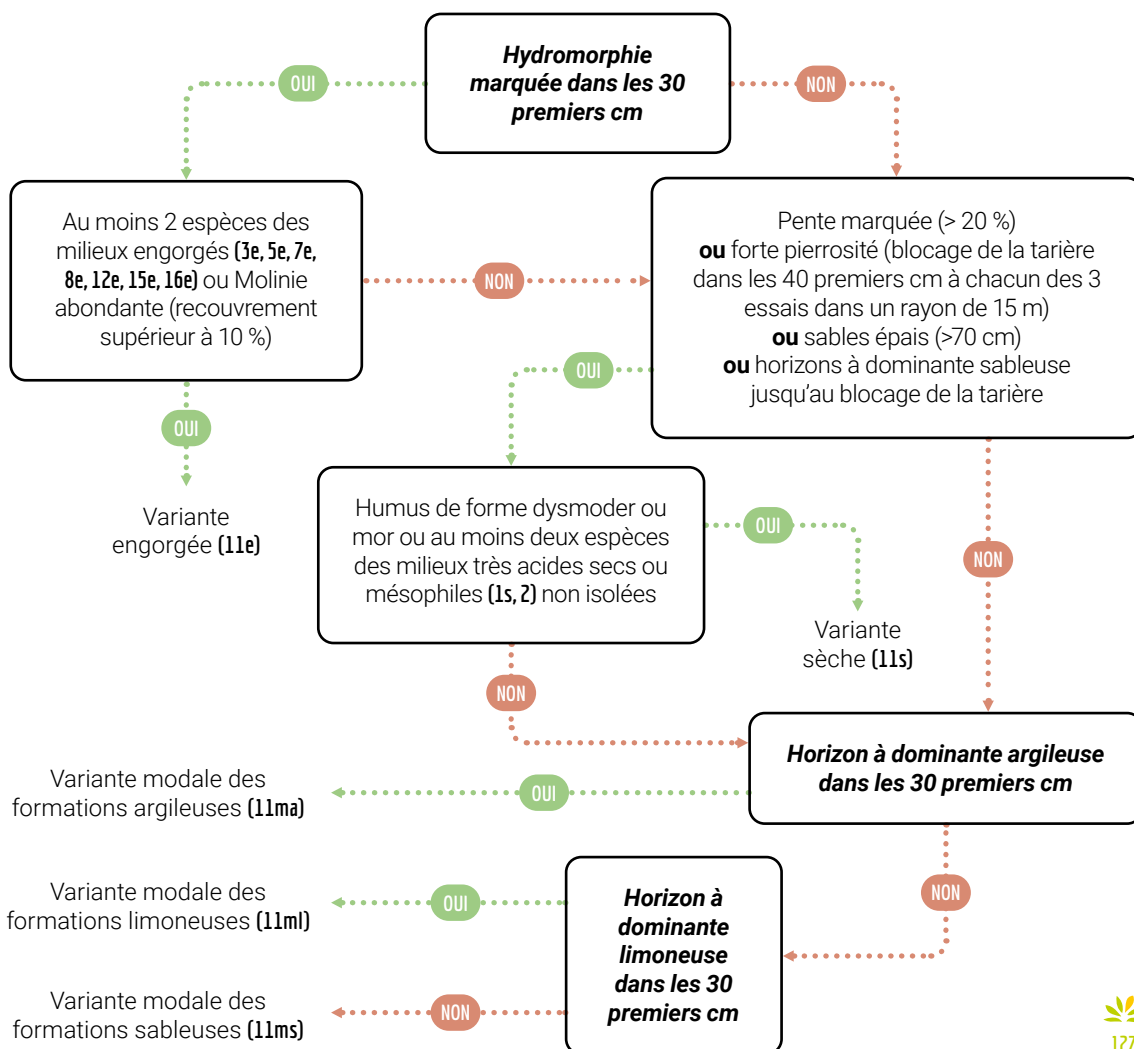 Hydromorphie
marquée dans les 30
premiers cm
OUI
NON
Au moins 2 espèces des
milieux engorgés (3e, 5e, 7e,
8e, 12e, 15e, 16e) ou Molinie
abondante (recouvrement
supérieur à 10 %)
NON
Pente marquée (> 20 %)
ou forte pierrosité (blocage de la tarière
dans les 40 premiers cm à chacun des 3
essais dans un rayon de 15 m)
ou sables épais (>70 cm)
ou horizons à dominante sableuse
jusqu'au blocage de la tarière
OUI
OUI
Variante
engorgée (11e)
Humus de forme dysmoder ou
mor ou au moins deux espèces
des milieux très acides secs ou
mésophiles (1s, 2) non isolées
OUI
NON
Variante
sèche (11s)
NON
Horizon à dominante argileuse
dans les 30 premiers cm
Variante modale des
formations argileuses (11ma)
OUI
NON
Variante modale des
formations limoneuses (11ml)
OUI
Horizon à
dominante
limoneuse
dans les 30
premiers cm
Variante modale des
formations sableuses (11ms)
NON
177